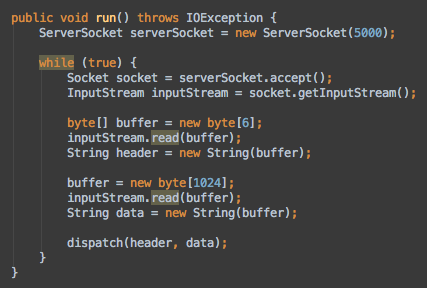 public void run() throws IOException {
    ServerSocket serverSocket = new ServerSocket(5000);
    while (true) {
        Socket socket = serverSocket.accept();
        InputStream inputStream = socket.getInputStream();
        byte[] buffer = new byte[6];
        inputStream.read(buffer);
        String header = new String(buffer);
        buffer = new byte[1024];
        inputStream.read(buffer);
        String data = new String(buffer);
        dispatch(header, data);
    }
}